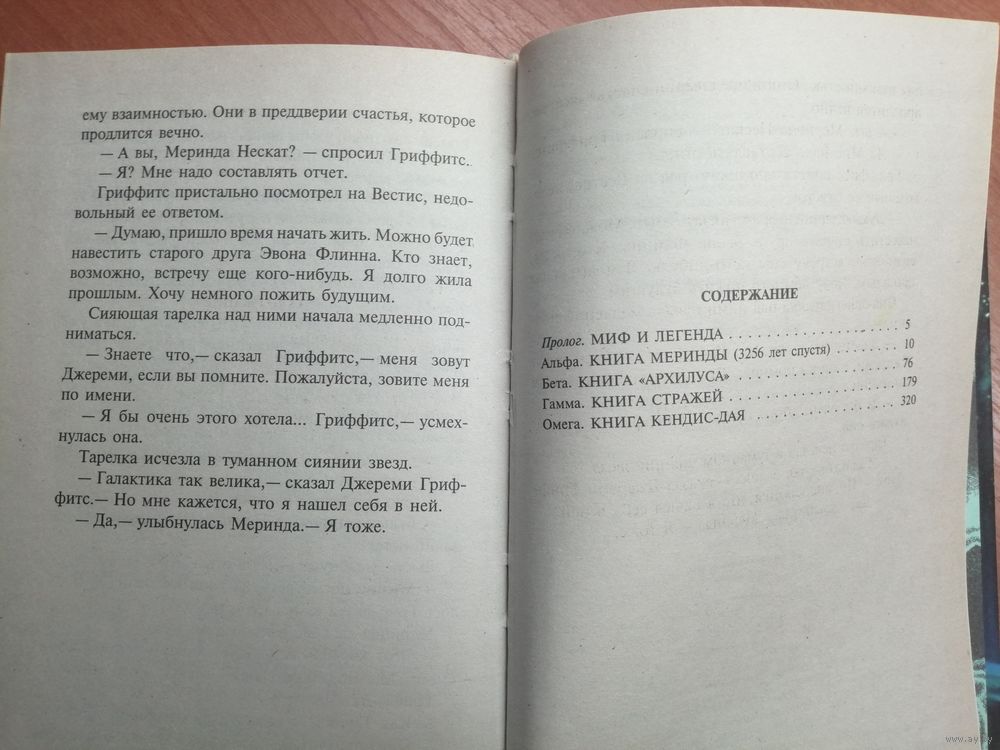 ему взаимностью. Они в преддверии счастья, которое
продлится вечно.
— А вы, Меринда Нескат? — спросил Гриффитс.
— Я? Мне надо составлять отчет.
Гриффитс пристально посмотрел на Вестис, недо-
вольный ее ответом.
— Думаю, пришло время начать жить. Можно будет
навестить старого друга Эвона Флинна. Кто знает,
возможно, встречу еще кого-нибудь. Я долго жила
прошлым. Хочу немного пожить будущим.
Сияющая тарелка над ними начала медленно под-
ниматься.
— Знаете что,— сказал Гриффитс,— меня зовут
Джереми, если вы помните. Пожалуйста, зовите меня
по имени.
— Я бы очень этого хотела... Гриффитс,— усмех-
нулась она.
Тарелка исчезла в туманном сиянии звезд.
— Галактика так велика,— сказал Джереми Гриф-
фитс.— Но мне кажется, что я нашел себя в ней.
— Да,— улыбнулась Меринда.— Я тоже.
СОДЕРЖАНИЕ
Пролог. МИФ И ЛЕГЕНДА . . . . . . . . . . . . . . . . . 5
Альфа. КНИГА МЕРИНДЫ (3256 лет спустя) . . . . . . . . 10
Бета. КНИГА «АРХИЛУСА» . . . . . . . . . . . . . . . . 76
Гамма. КНИГА СТРАЖЕЙ . . . . . . . . . . . . . . . . . 179
Омега. КНИГА КЕНДИС-ДАЯ . . . . . . . . . . . . . . . 320